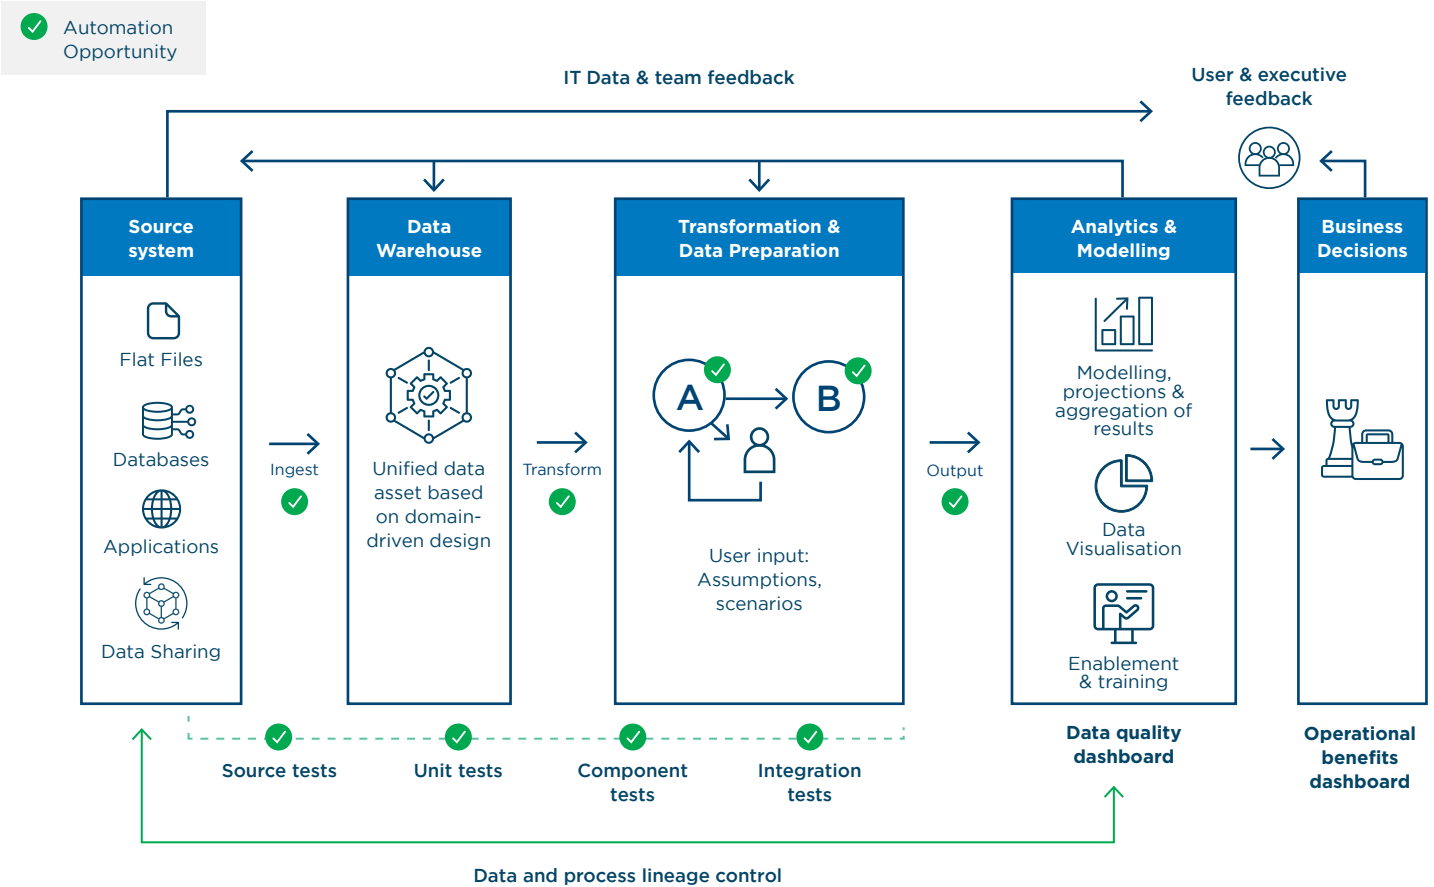 Automation
Opportunity
IT Data & team feedback
User & executive
feedback
Source
system
Flat Files
Databases
Applications
Data Sharing
Ingest
Data
Warehouse
Unified data
asset based
on domain-
driven design
Transform
Transformation &
Data Preparation
A
B
User input:
Assumptions,
scenarios
Output
Analytics &
Modelling
Modelling,
projections &
aggregation of
results
Data
Visualisation
Enablement
& training
Business
Decisions
Source tests
Unit tests
Component
tests
Integration
tests
Data quality
dashboard
Operational
benefits
dashboard
Data and process lineage control